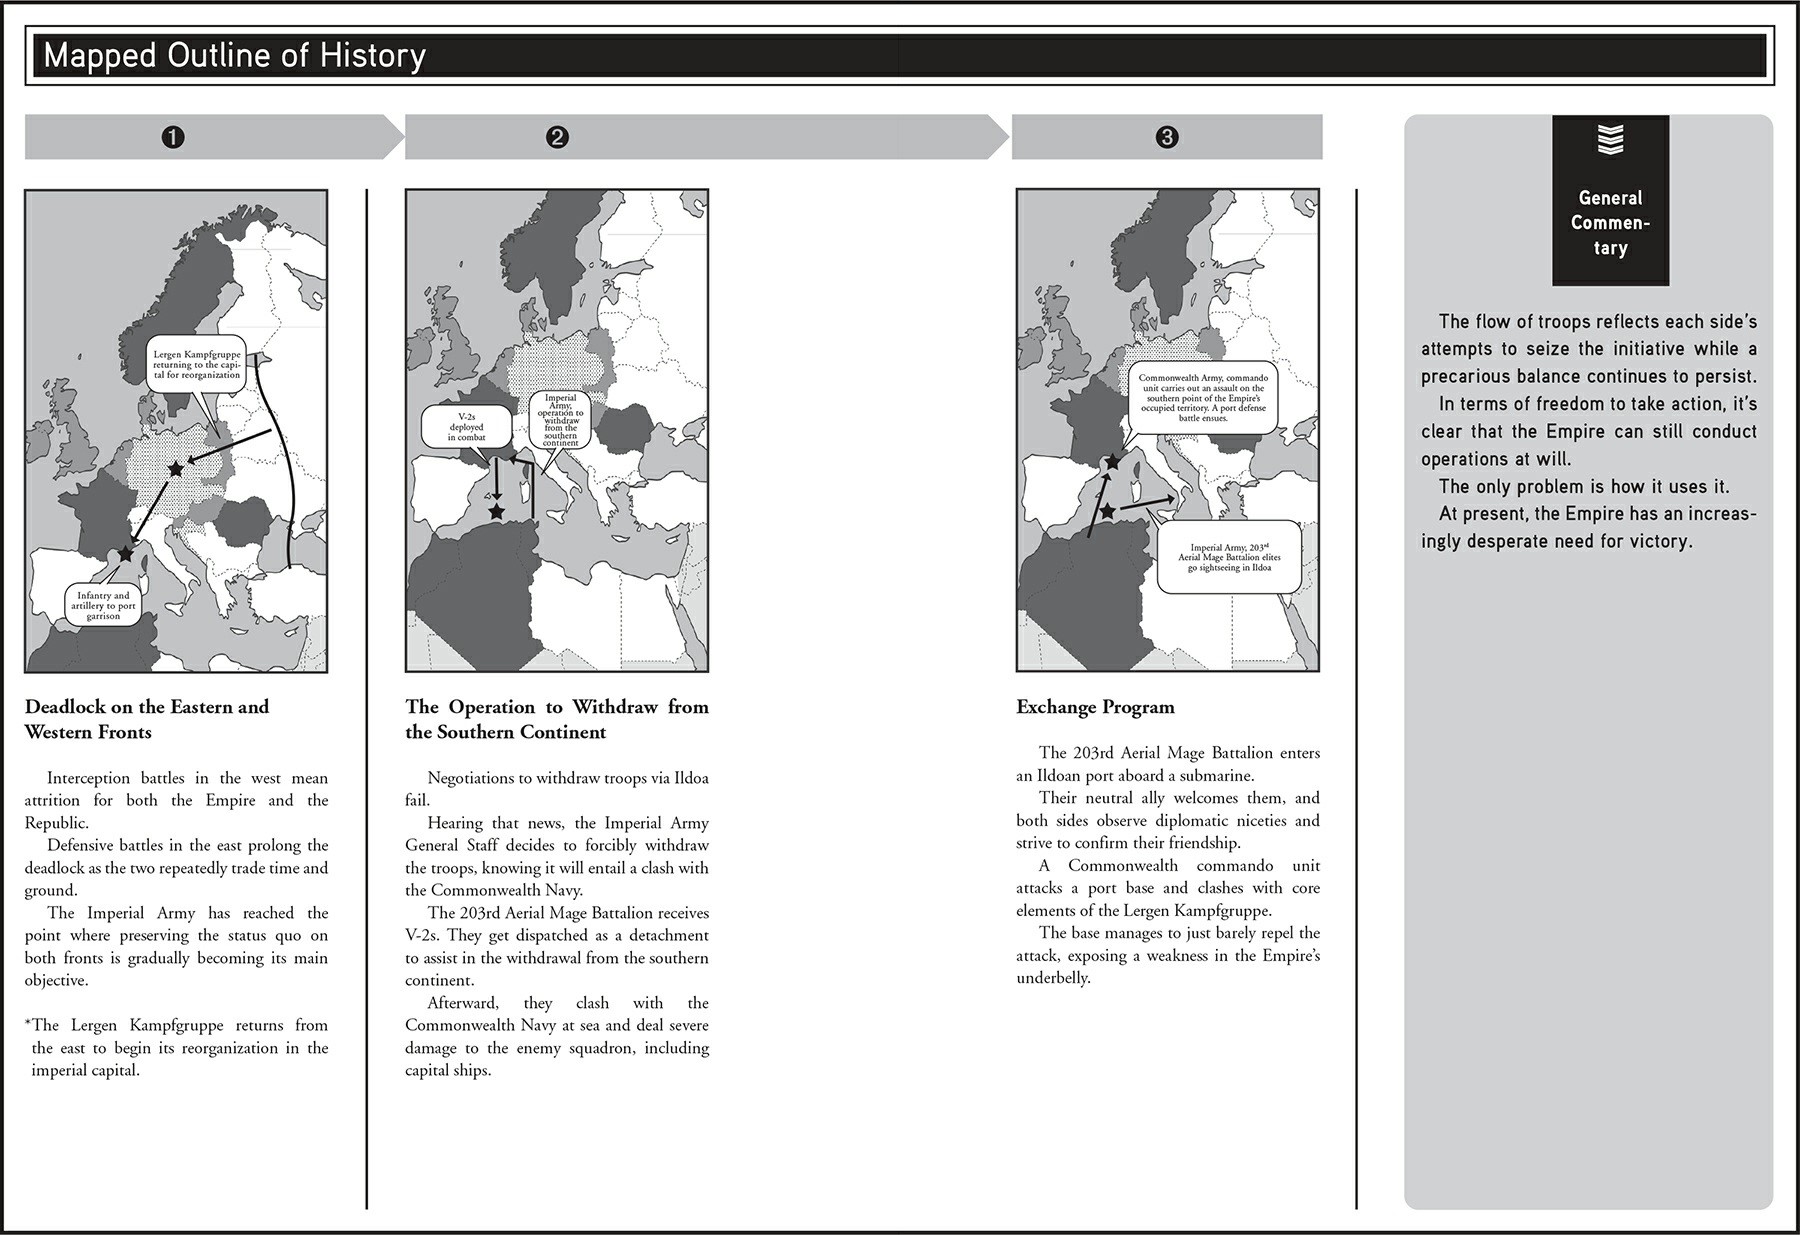 Mapped Outline of History
❶
Lergen Kampfgruppe
returning to the capi-
tal for reorganization
Infantry and
artillery to port
garrison
Deadlock on the Eastern and
Western Fronts
Interception battles in the west mean
attrition for both the Empire and the
Republic.
Defensive battles in the east prolong the
deadlock as the two repeatedly trade time and
ground.
The Imperial Army has reached the
point where preserving the status quo on
both fronts is gradually becoming its main
objective.
*The Lergen Kampfgruppe returns from
the east to begin its reorganization in the
imperial capital.
❷
V-2s
deployed
in combat
Imperial
Army,
operation to
withdraw
from the
southern
continent
The Operation to Withdraw from
the Southern Continent
Negotiations to withdraw troops via Ildoa
fail.
Hearing that news, the Imperial Army
General Staff decides to forcibly withdraw
the troops, knowing it will entail a clash with
the Commonwealth Navy.
The 203rd Aerial Mage Battalion receives
V-2s. They get dispatched as a detachment
to assist in the withdrawal from the southern
continent.
Afterward, they clash with the
Commonwealth Navy at sea and deal severe
damage to the enemy squadron, including
capital ships.
❸
Commonwealth Army, commando
unit carries out an assault on the
southern point of the Empire's
occupied territory. A port defense
battle ensues.
Imperial Army, 203rd
Aerial Mage Battalion elites
go sightseeing in Ildoa
Exchange Program
The 203rd Aerial Mage Battalion enters
an Ildoan port aboard a submarine.
Their neutral ally welcomes them, and
both sides observe diplomatic niceties and
strive to confirm their friendship.
A Commonwealth commando unit
attacks a port base and clashes with core
elements of the Lergen Kampfgruppe.
The base manages to just barely repel the
attack, exposing a weakness in the Empire's
underbelly.
General
Commen-
tary
The flow of troops reflects each side's
attempts to seize the initiative while a
precarious balance continues to persist.
In terms of freedom to take action, it's
clear that the Empire can still conduct
operations at will.
The only problem is how it uses it.
At present, the Empire has an increas-
ingly desperate need for victory.